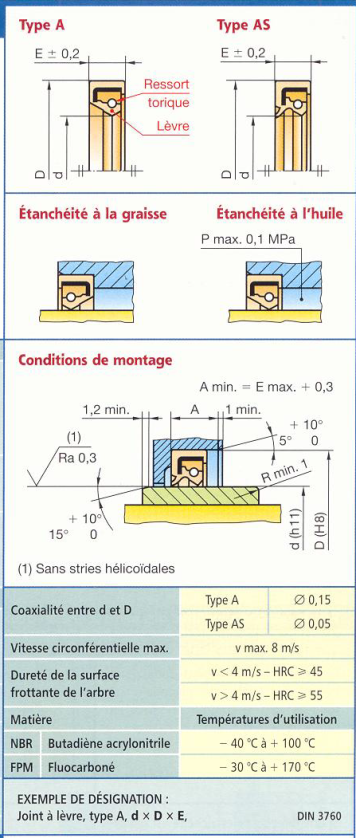 Type A
Type AS
E ± 0,2
E ± 0,2
Ressort
torique
Lèvre
D
d
D
d
Étanchéité à la graisse
Étanchéité à l'huile
P max. 0,1 MPa
Conditions de montage
A min. = E max. + 0,3
1,2 min.
A
1 min.
(1)
Ra 0,3
+ 10°
5° 0
R min. 1
+ 10°
15° 0
d (h11)
D (H8)
(1) Sans stries hélicoïdales
Coaxialité entre d et D
Type A
Ø 0,15
Type AS
Ø 0,05
Vitesse circonférentielle max.
v max. 8 m/s
Dureté de la surface
frottante de l'arbre
v < 4 m/s – HRC ⩾ 45
v > 4 m/s – HRC ⩾ 55
Matière
Températures d'utilisation
NBR Butadiène acrylonitrile
– 40 °C à + 100 °C
FPM Fluocarboné
– 30 °C à + 170 °C
EXEMPLE DE DÉSIGNATION :
Joint à lèvre, type A, d × D × E,
DIN 3760